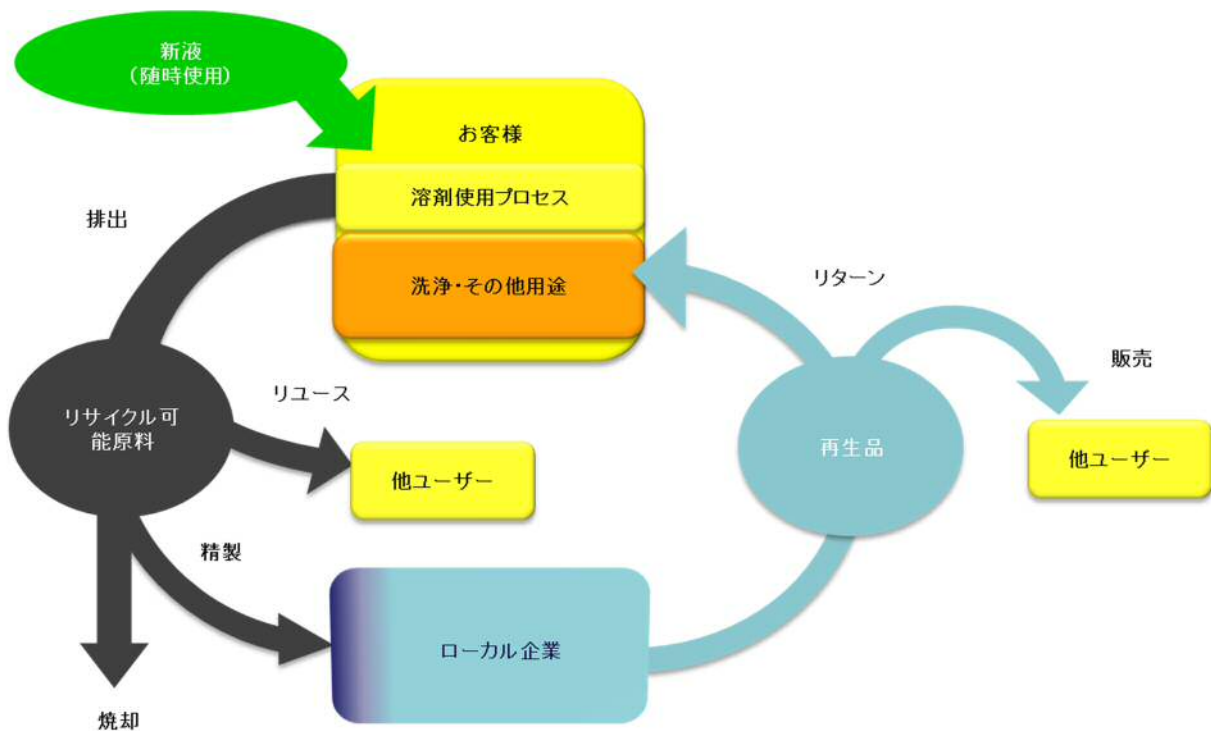 新液
（随時使用）
お客様
溶剤使用プロセス
排出
洗浄・その他用途
リターン
販売
リユース
リサイクル可
能原料
再生品
他ユーザー
他ユーザー
精製
ローカル企業
焼却